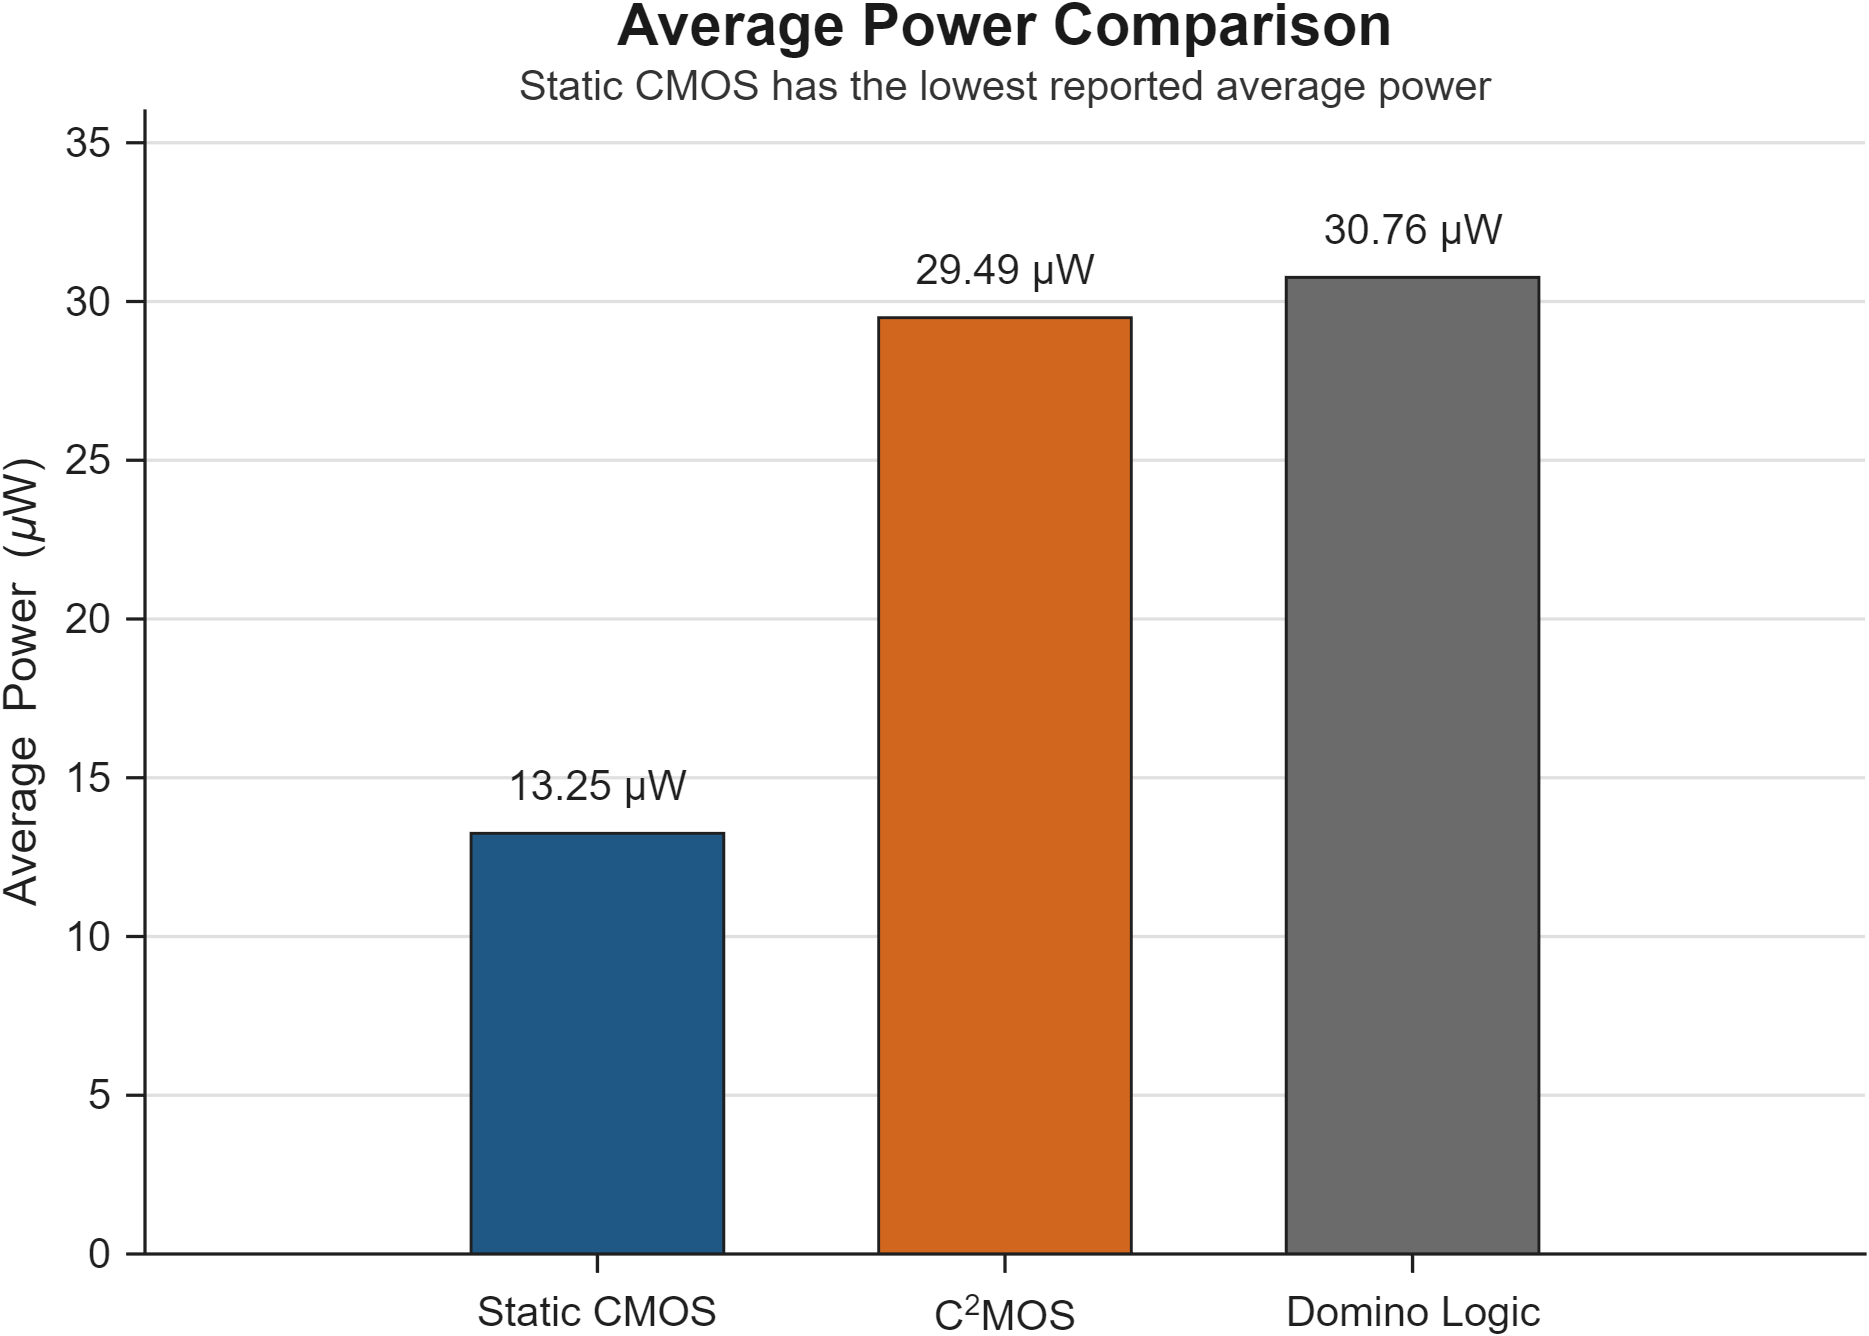 Average Power Comparison
Static CMOS has the lowest reported average power
Average Power (µW)
35
30
25
20
15
10
5
0
13.25 µW
29.49 µW
30.76 µW
Static CMOS
C²MOS
Domino Logic